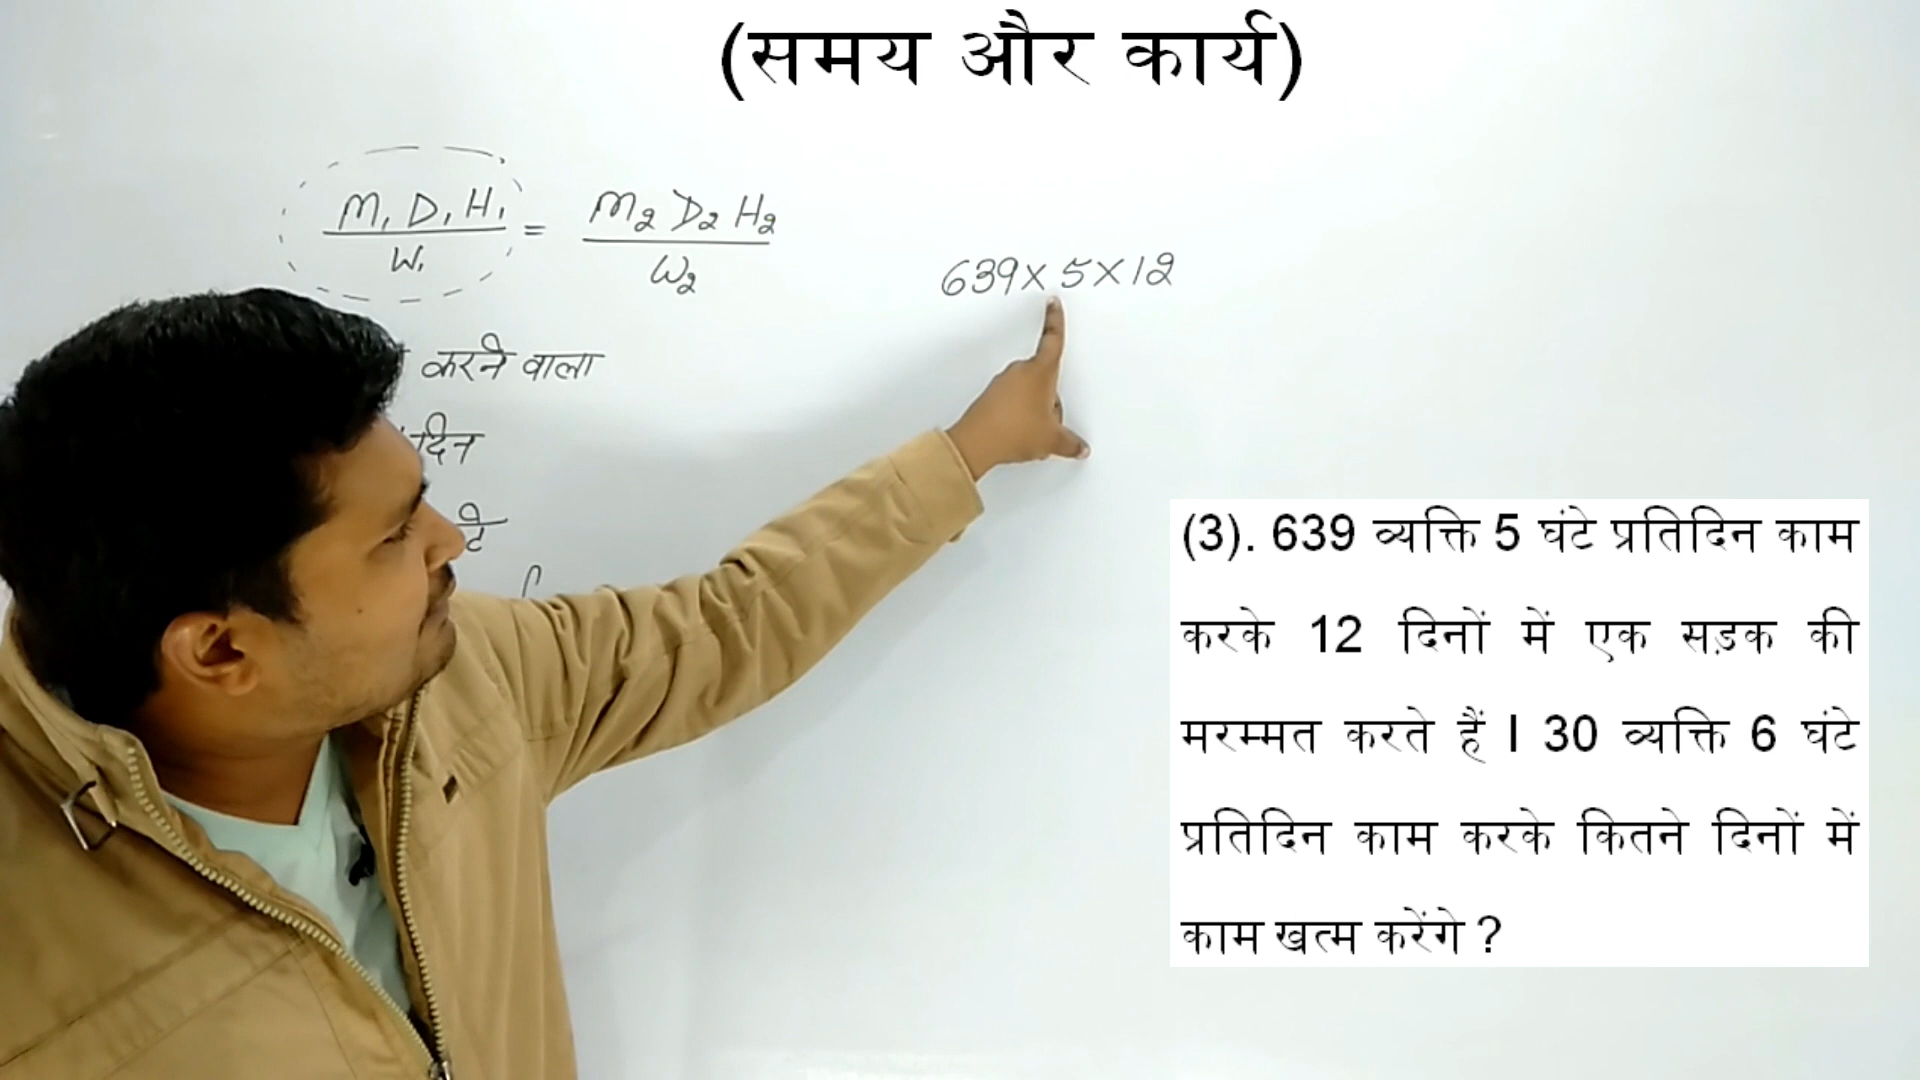 (समय और कार्य)
M₁ D₁ H₁ / W₁ = M₂ D₂ H₂ / W₂
639×5×12
करने वाला
दिन
(3). 639 व्यक्ति 5 घंटे प्रतिदिन काम
करके 12 दिनों में एक सड़क की
मरम्मत करते हैं I 30 व्यक्ति 6 घंटे
प्रतिदिन काम करके कितने दिनों में
काम खत्म करेंगे ?